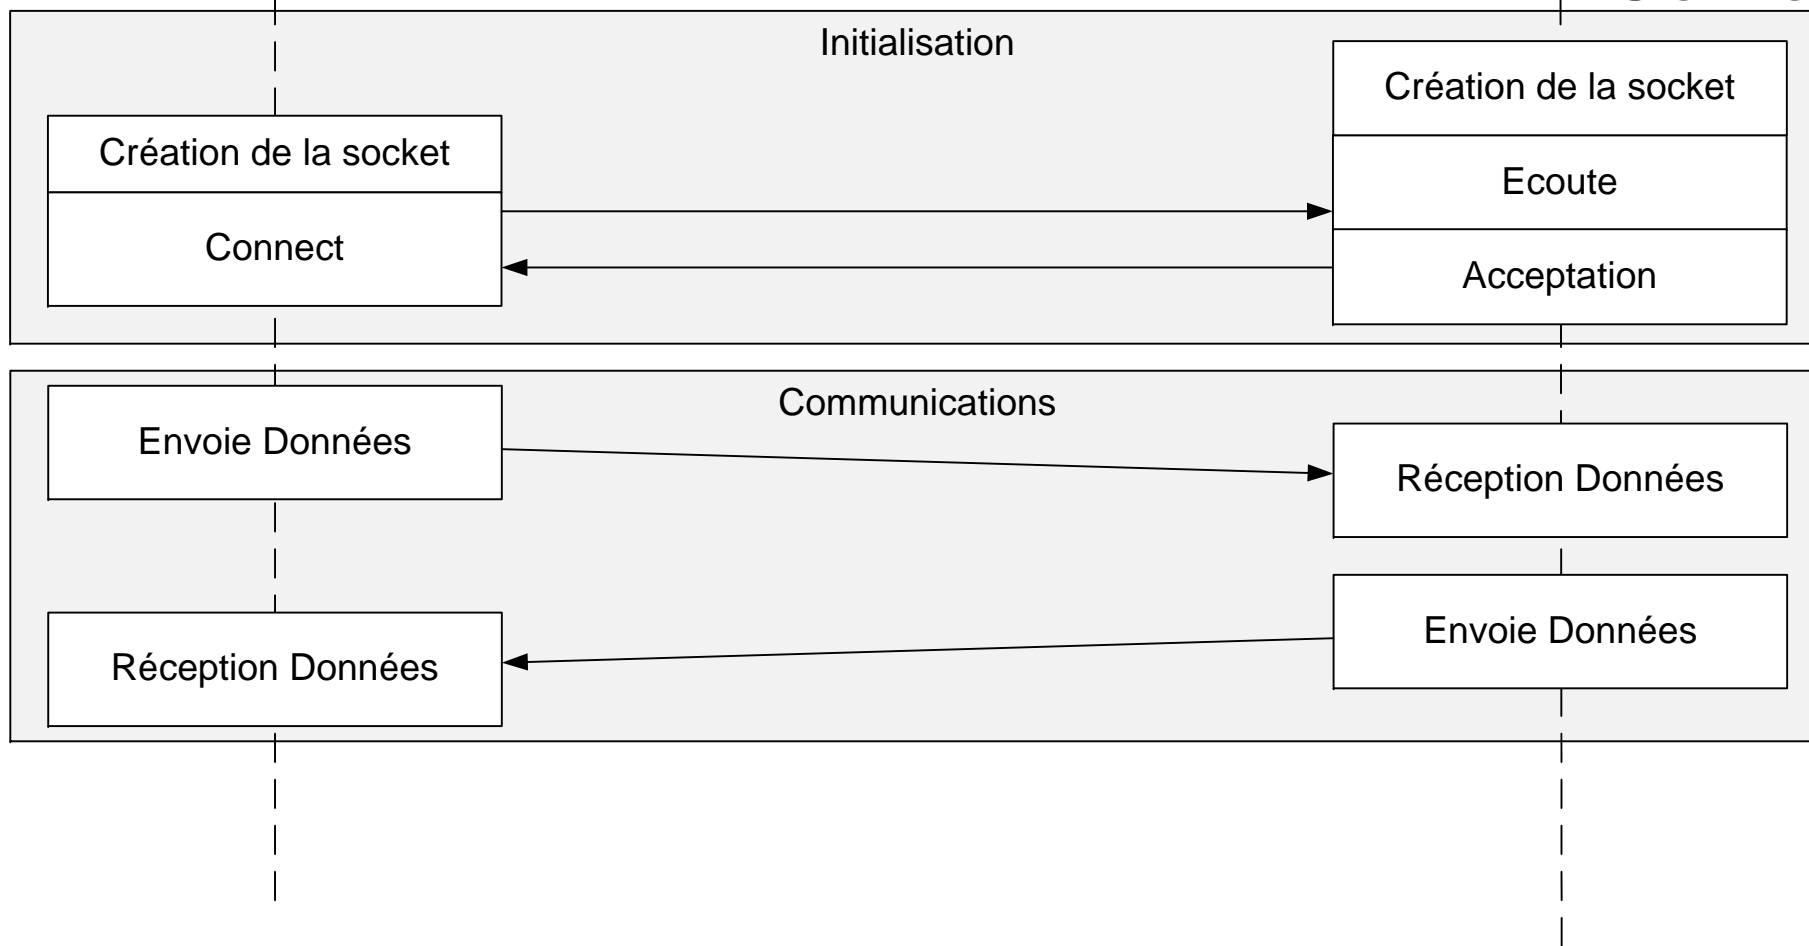 Initialisation
Création de la socket
Création de la socket
Ecoute
Connect
Acceptation
Communications
Envoie Données
Réception Données
Envoie Données
Réception Données